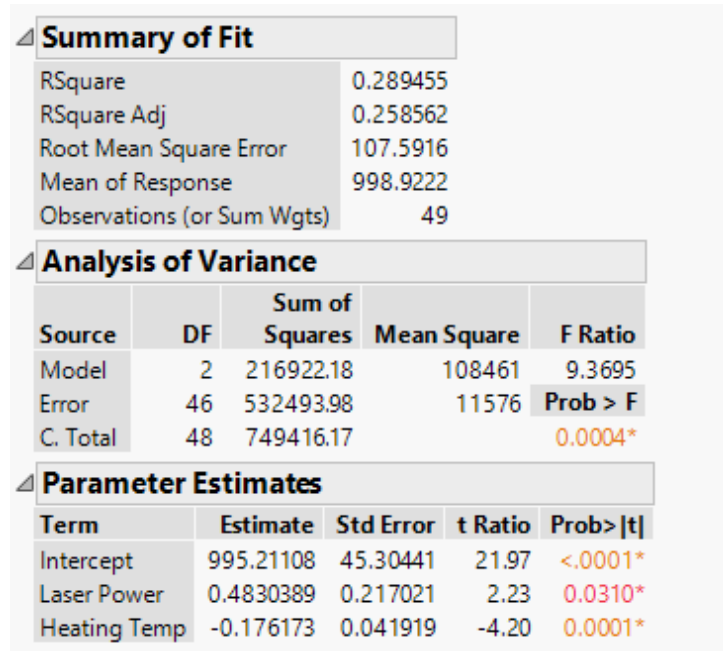 Summary of Fit
RSquare 0.289455
RSquare Adj 0.258562
Root Mean Square Error 107.5916
Mean of Response 998.9222
Observations (or Sum Wgts) 49
Analysis of Variance
Sum of
Source DF Squares Mean Square F Ratio
Model 2 216922.18 108461 9.3695
Error 46 532493.98 11576 Prob > F
C. Total 48 749416.17 0.0004*
Parameter Estimates
Term Estimate Std Error t Ratio Prob>|t|
Intercept 995.21108 45.30441 21.97 <.0001*
Laser Power 0.4830389 0.217021 2.23 0.0310*
Heating Temp -0.176173 0.041919 -4.20 0.0001*